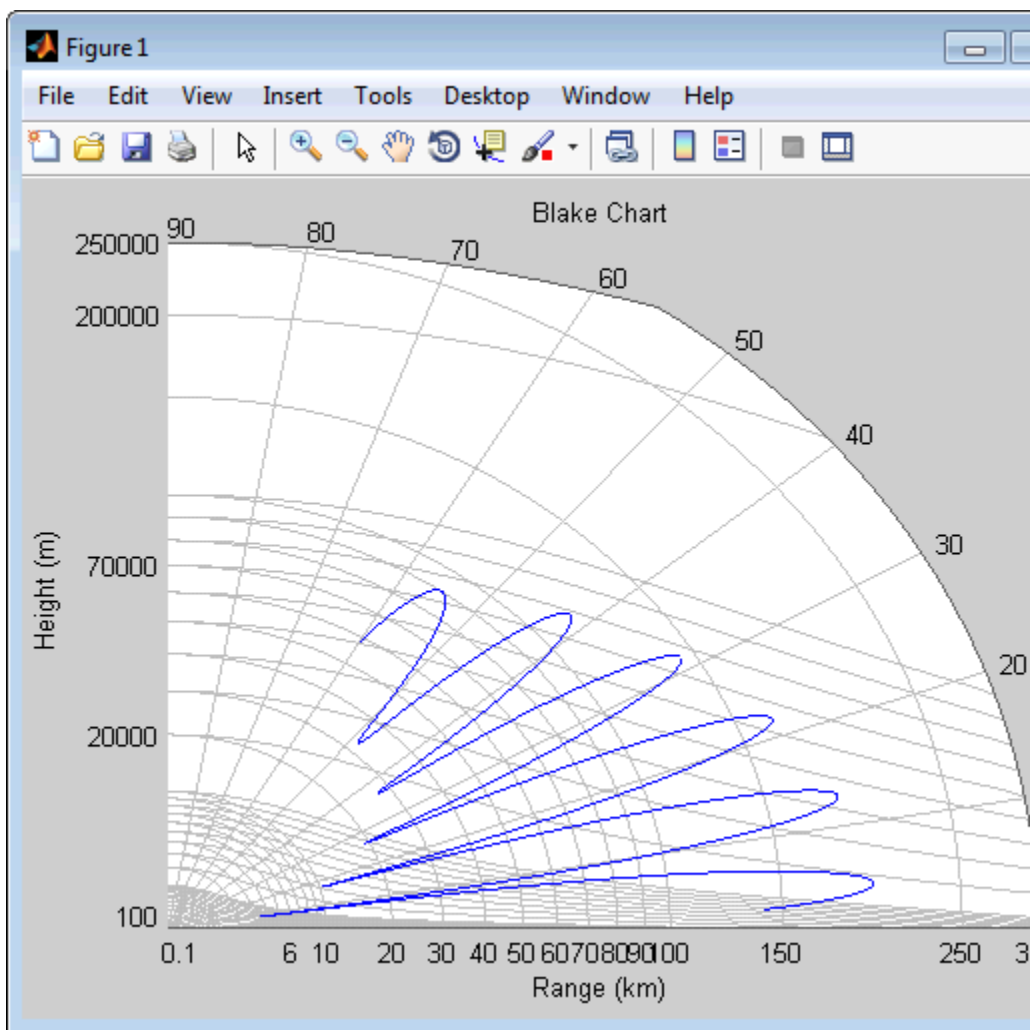 Figure 1
File Edit View Insert Tools Desktop Window Help
Blake Chart
90
80
70
60
50
40
30
20
250000
200000
70000
20000
100
Height (m)
0.1 6 10 20 30 40 50 60 70 80 90 100 150 250
Range (km)